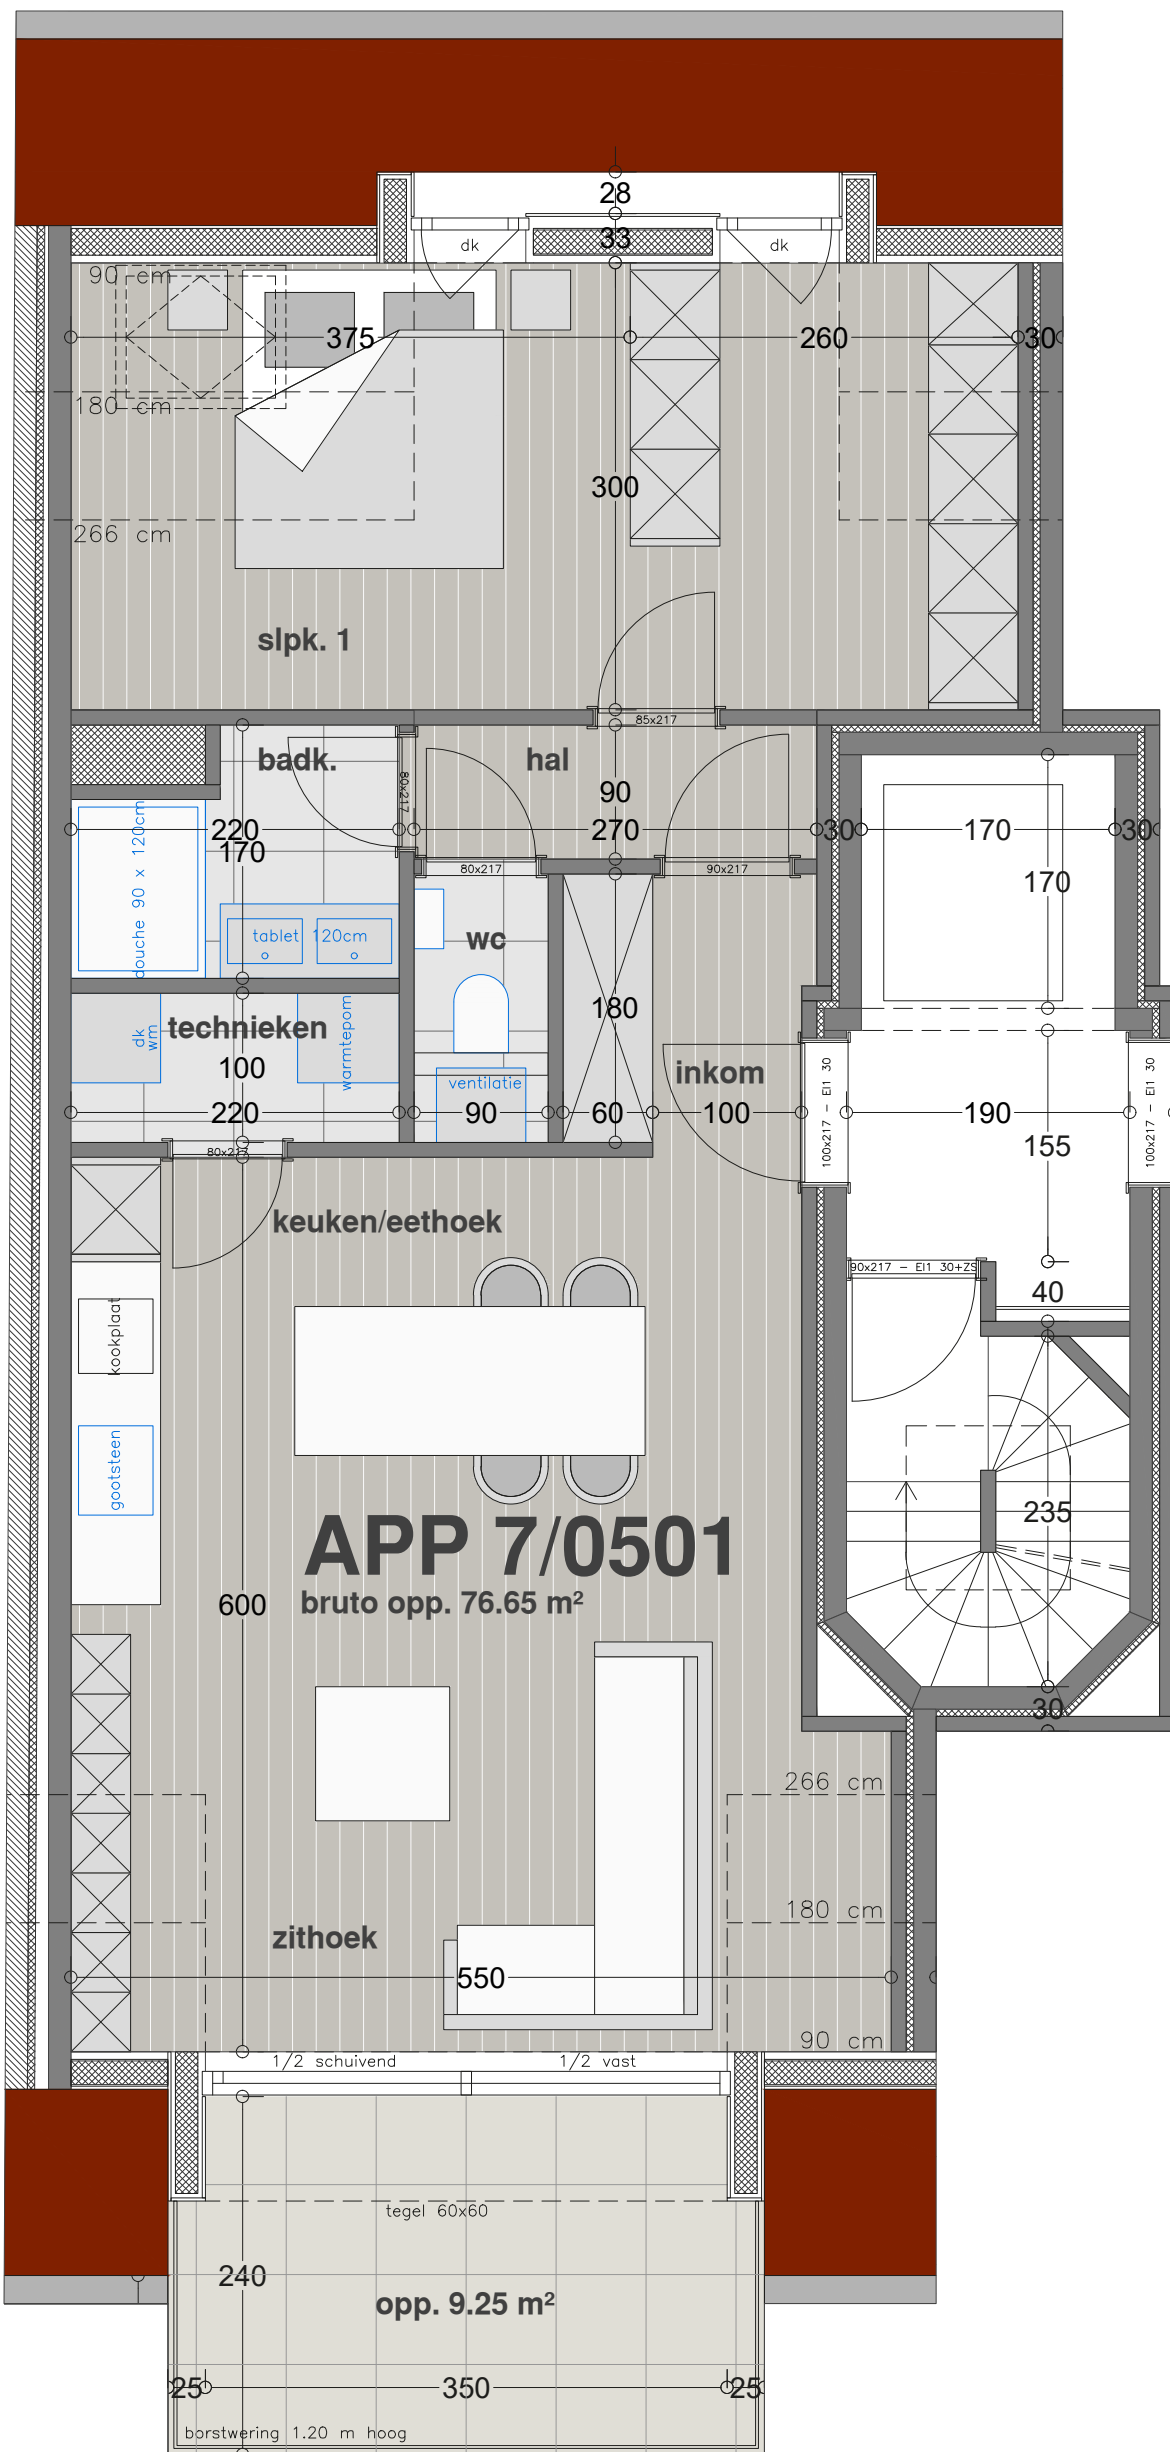 28
33
dk
dk
90 cm
375
260
30
180 cm
300
266 cm
slpk. 1
85x217
badk.
hal
80x217
90
220
270
30
170
30
170
170
douche 90 x 120cm
80x217
90x217
tablet 120cm
wc
180
technieken
dk
wm
warmtepom
100
inkom
ventilatie
100x217 - EI1 30
100x217 - EI1 30
220
90
60
100
190
155
80x217
keuken/eethoek
90x217 - EI1 30+ZS
40
kookplaat
gootsteen
235
APP 7/0501
bruto opp. 76.65 m²
600
30
266 cm
180 cm
zithoek
550
90 cm
1/2 schuivend
1/2 vast
tegel 60x60
240
opp. 9.25 m²
25
350
25
borstwering 1.20 m hoog